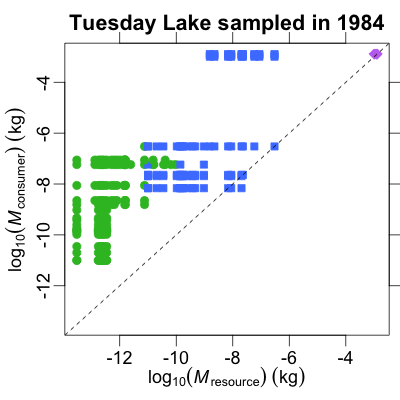 Tuesday Lake sampled in 1984
log10(Mconsumer) (kg)
-4
-6
-8
-10
-12
-12 -10 -8 -6 -4
log10(Mresource) (kg)